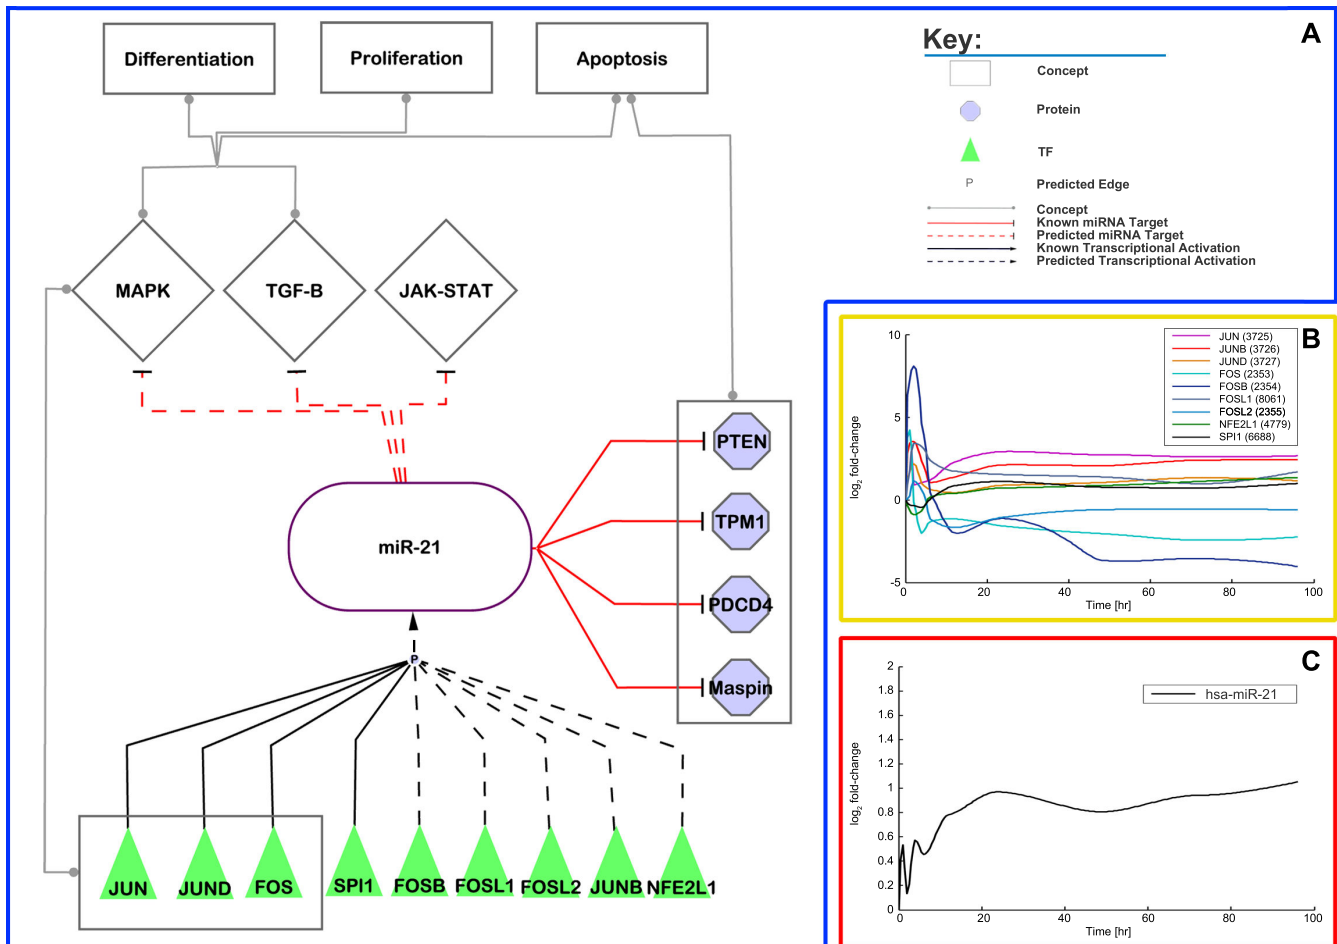 A
Differentiation
Proliferation
Apoptosis
Key:
Concept
Protein
TF
P
Predicted Edge
Concept
Known miRNA Target
Predicted miRNA Target
Known Transcriptional Activation
Predicted Transcriptional Activation
MAPK
TGF-B
JAK-STAT
miR-21
PTEN
TPM1
PDCD4
Maspin
P
JUN
JUND
FOS
SPI1
FOSB
FOSL1
FOSL2
JUNB
NFE2L1
B
10
5
0
-5
log2 fold-change
0
20
40
60
80
100
Time [hr]
JUN (3725)
JUNB (3726)
JUND (3727)
FOS (2353)
FOSB (2354)
FOSL1 (8061)
FOSL2 (2355)
NFE2L1 (4779)
SPI1 (6688)
C
2
1.8
1.6
1.4
1.2
1
0.8
0.6
0.4
0.2
0
log2 fold-change
0
20
40
60
80
100
Time [hr]
hsa-miR-21